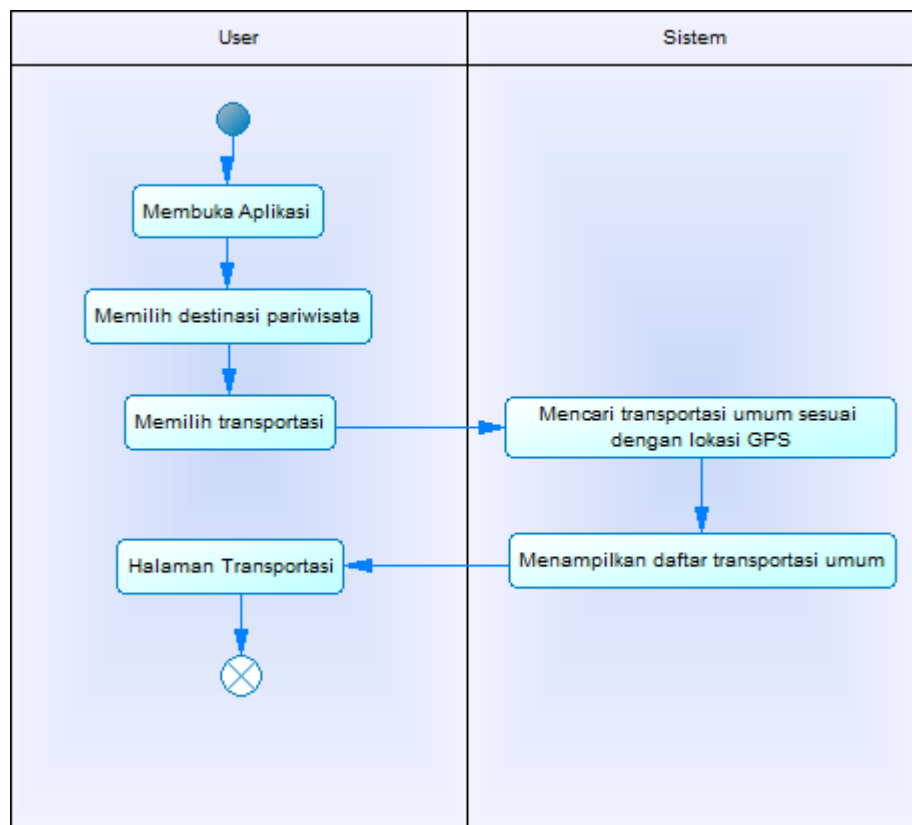 User
Sistem
Membuka Aplikasi
Memilih destinasi pariwisata
Memilih transportasi
Mencari transportasi umum sesuai
dengan lokasi GPS
Menampilkan daftar transportasi umum
Halaman Transportasi